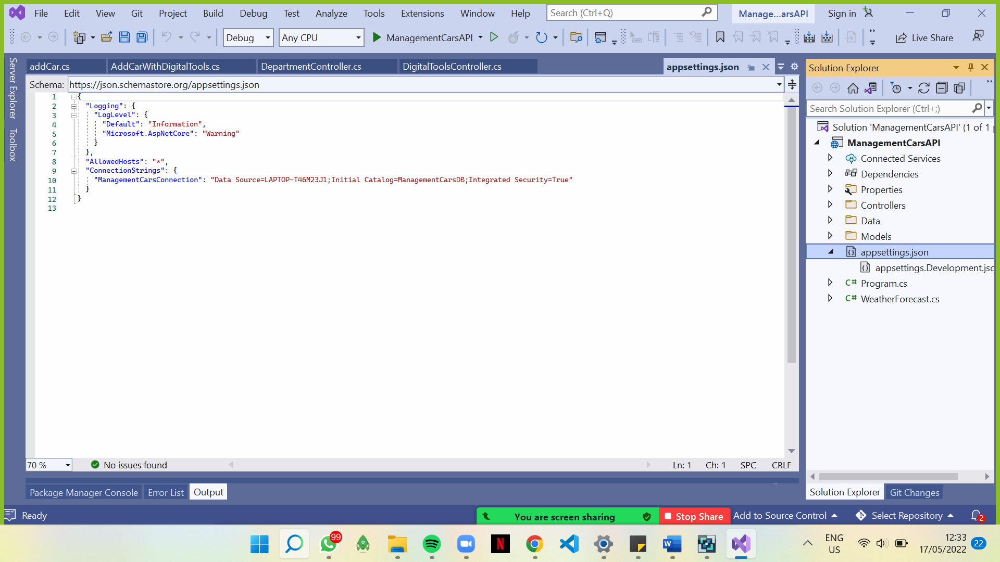 File Edit View Git Project Build Debug Test Analyze Tools Extensions Window Help Search (Ctrl+Q) Manage...arsAPI Sign in
Debug Any CPU ManagementCarsAPI Live Share
Server Explorer
Toolbox
addCar.cs AddCarWithDigitalTools.cs DepartmentController.cs DigitalToolsController.cs appsettings.json
Schema: https://json.schemastore.org/appsettings.json
1 {
2 "Logging": {
3 "LogLevel": {
4 "Default": "Information",
5 "Microsoft.AspNetCore": "Warning"
6 }
7 },
8 "AllowedHosts": "*",
9 "ConnectionStrings": {
10 "ManagementCarsConnection": "Data Source=LAPTOP-T46M23J1;Initial Catalog=ManagementCarsDB;Integrated Security=True"
11 }
12 }
13
70 % No issues found Ln: 1 Ch: 1 SPC CRLF
Package Manager Console Error List Output
Solution Explorer
Search Solution Explorer (Ctrl+;)
Solution 'ManagementCarsAPI' (1 of 1
ManagementCarsAPI
Connected Services
Dependencies
Properties
Controllers
Data
Models
appsettings.json
appsettings.Development.jso
C# Program.cs
C# WeatherForecast.cs
Solution Explorer Git Changes
Ready You are screen sharing Stop Share Add to Source Control Select Repository 2
99 N W ENG
US
12:33
17/05/2022
22